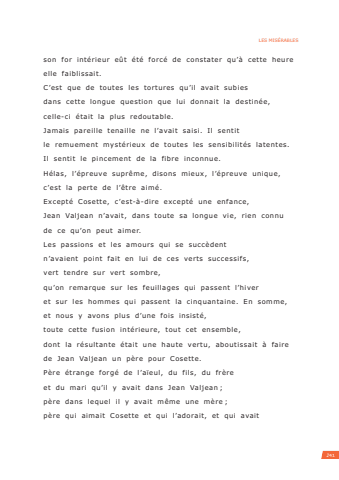 LES MISÉRABLES
son for intérieur eût été forcé de constater qu’à cette heure
elle faiblissait.
C’est que de toutes les tortures qu’il avait subies
dans cette longue question que lui donnait la destinée,
celle-ci était la plus redoutable.
Jamais pareille tenaille ne l’avait saisi. Il sentit
le remuement mystérieux de toutes les sensibilités latentes.
Il sentit le pincement de la fibre inconnue.
Hélas, l’épreuve suprême, disons mieux, l’épreuve unique,
c’est la perte de l’être aimé.
Excepté Cosette, c’est-à-dire excepté une enfance,
Jean Valjean n’avait, dans toute sa longue vie, rien connu
de ce qu’on peut aimer.
Les passions et les amours qui se succèdent
n’avaient point fait en lui de ces verts successifs,
vert tendre sur vert sombre,
qu’on remarque sur les feuillages qui passent l’hiver
et sur les hommes qui passent la cinquantaine. En somme,
et nous y avons plus d’une fois insisté,
toute cette fusion intérieure, tout cet ensemble,
dont la résultante était une haute vertu, aboutissait à faire
de Jean Valjean un père pour Cosette.
Père étrange forgé de l’aïeul, du fils, du frère
et du mari qu’il y avait dans Jean Valjean ;
père dans lequel il y avait même une mère ;
père qui aimait Cosette et qui l’adorait, et qui avait